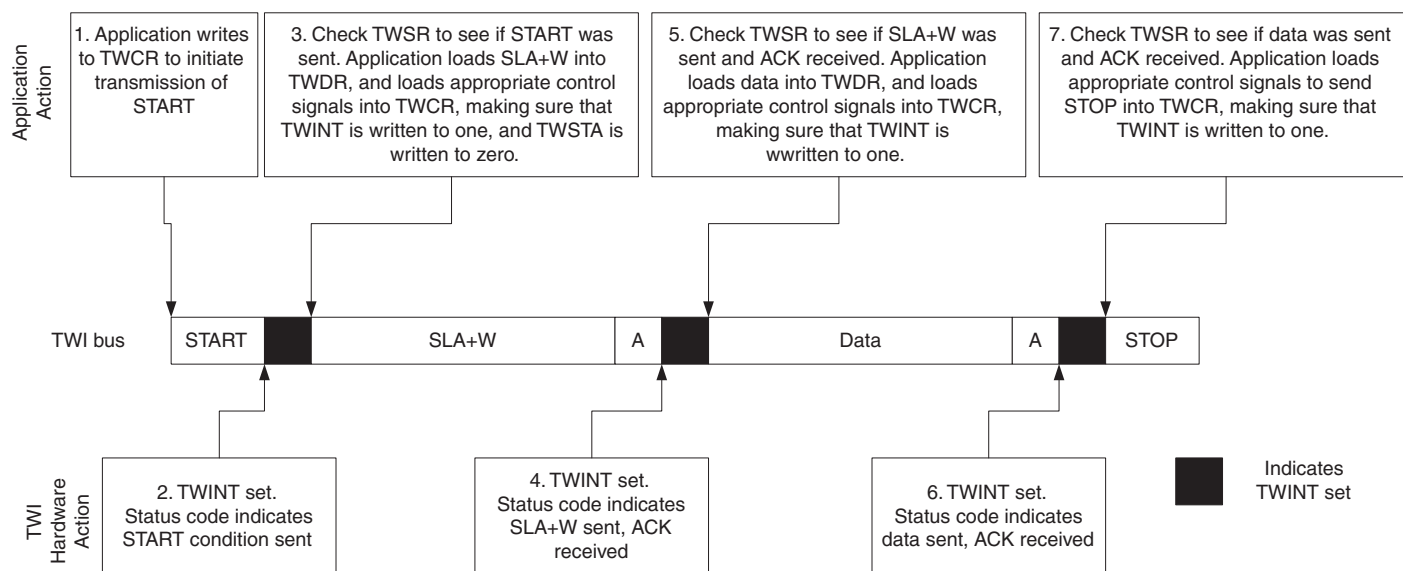 Application
Action
1. Application writes
to TWCR to initiate
transmission of
START
3. Check TWSR to see if START was
sent. Application loads SLA+W into
TWDR, and loads appropriate control
signals into TWCR, making sure that
TWINT is written to one, and TWSTA is
written to zero.
5. Check TWSR to see if SLA+W was
sent and ACK received. Application
loads data into TWDR, and loads
appropriate control signals into TWCR,
making sure that TWINT is
wwritten to one.
7. Check TWSR to see if data was sent
and ACK received. Application loads
appropriate control signals to send
STOP into TWCR, making sure that
TWINT is written to one.
TWI bus
START
SLA+W
A
Data
A
STOP
TWI
Hardware
Action
2. TWINT set.
Status code indicates
START condition sent
4. TWINT set.
Status code indicates
SLA+W sent, ACK
received
6. TWINT set.
Status code indicates
data sent, ACK received
Indicates
TWINT set